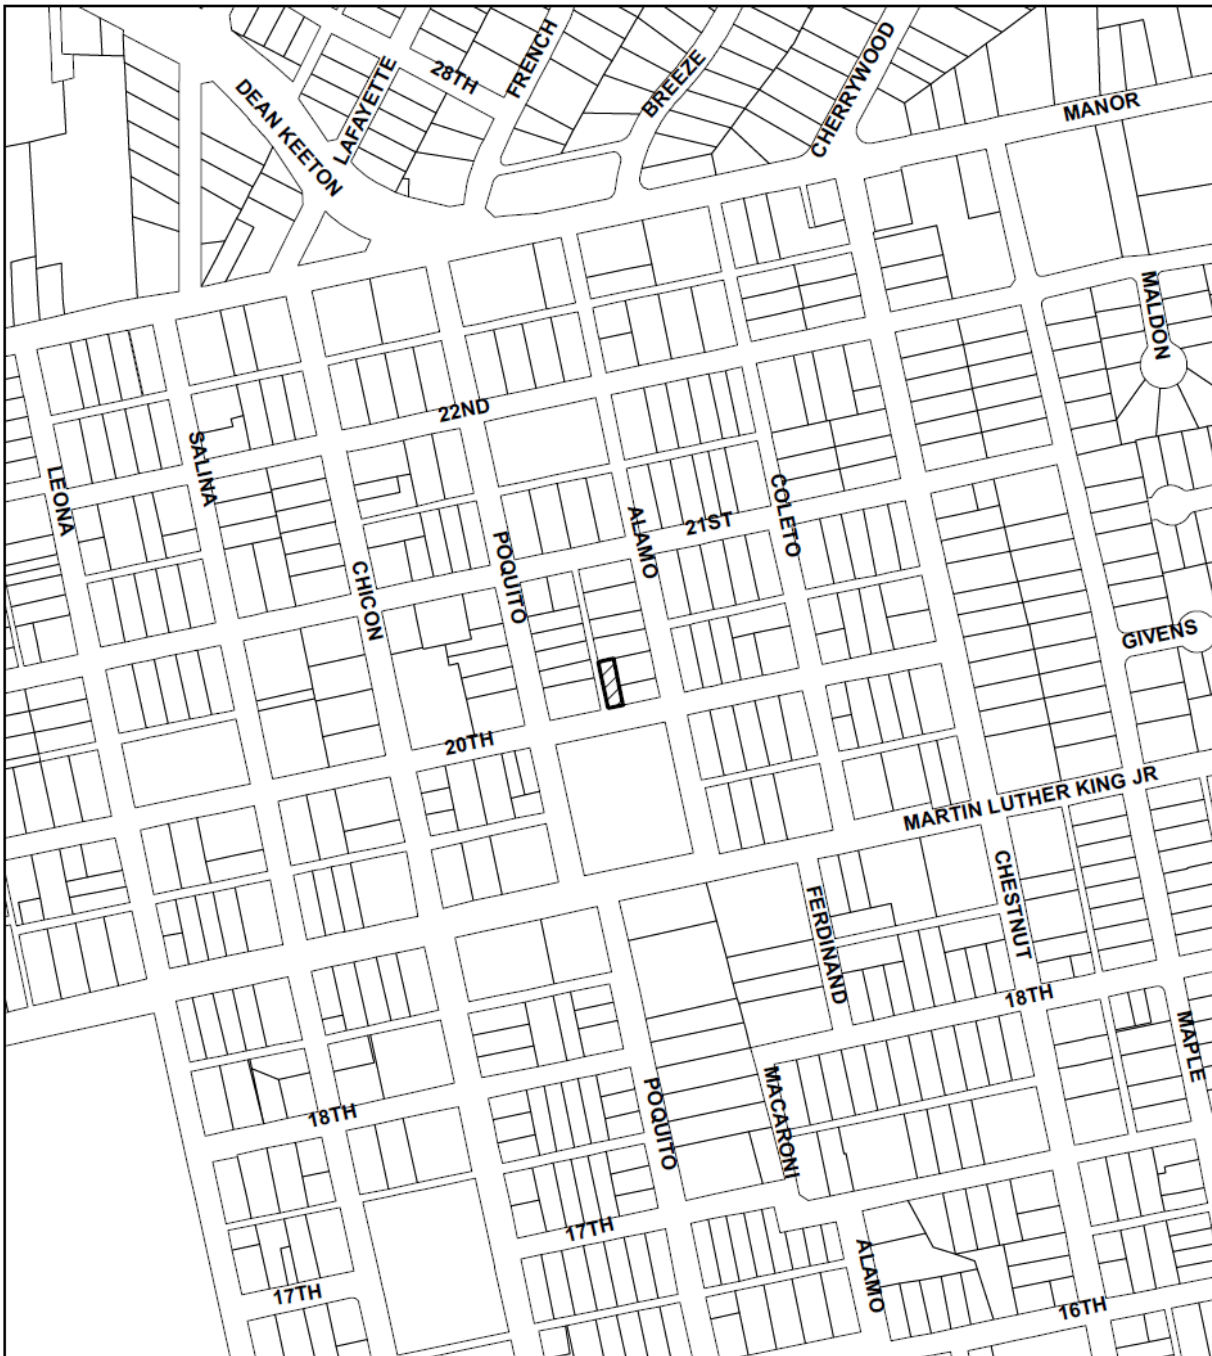 FRENCH
CHERRYWOOD
LAFAYETTE
28TH
BREEZE
DEAN KEETON
MANOR
MALDON
22ND
SALINA
LEONA
COLETO
ALAMO
21ST
POQUITO
CHICON
GIVENS
20TH
MARTIN LUTHER KING JR
CHESTNUT
FERDINAND
18TH
MAPLE
MACARONI
POQUITO
18TH
17TH
ALAMO
17TH
16TH